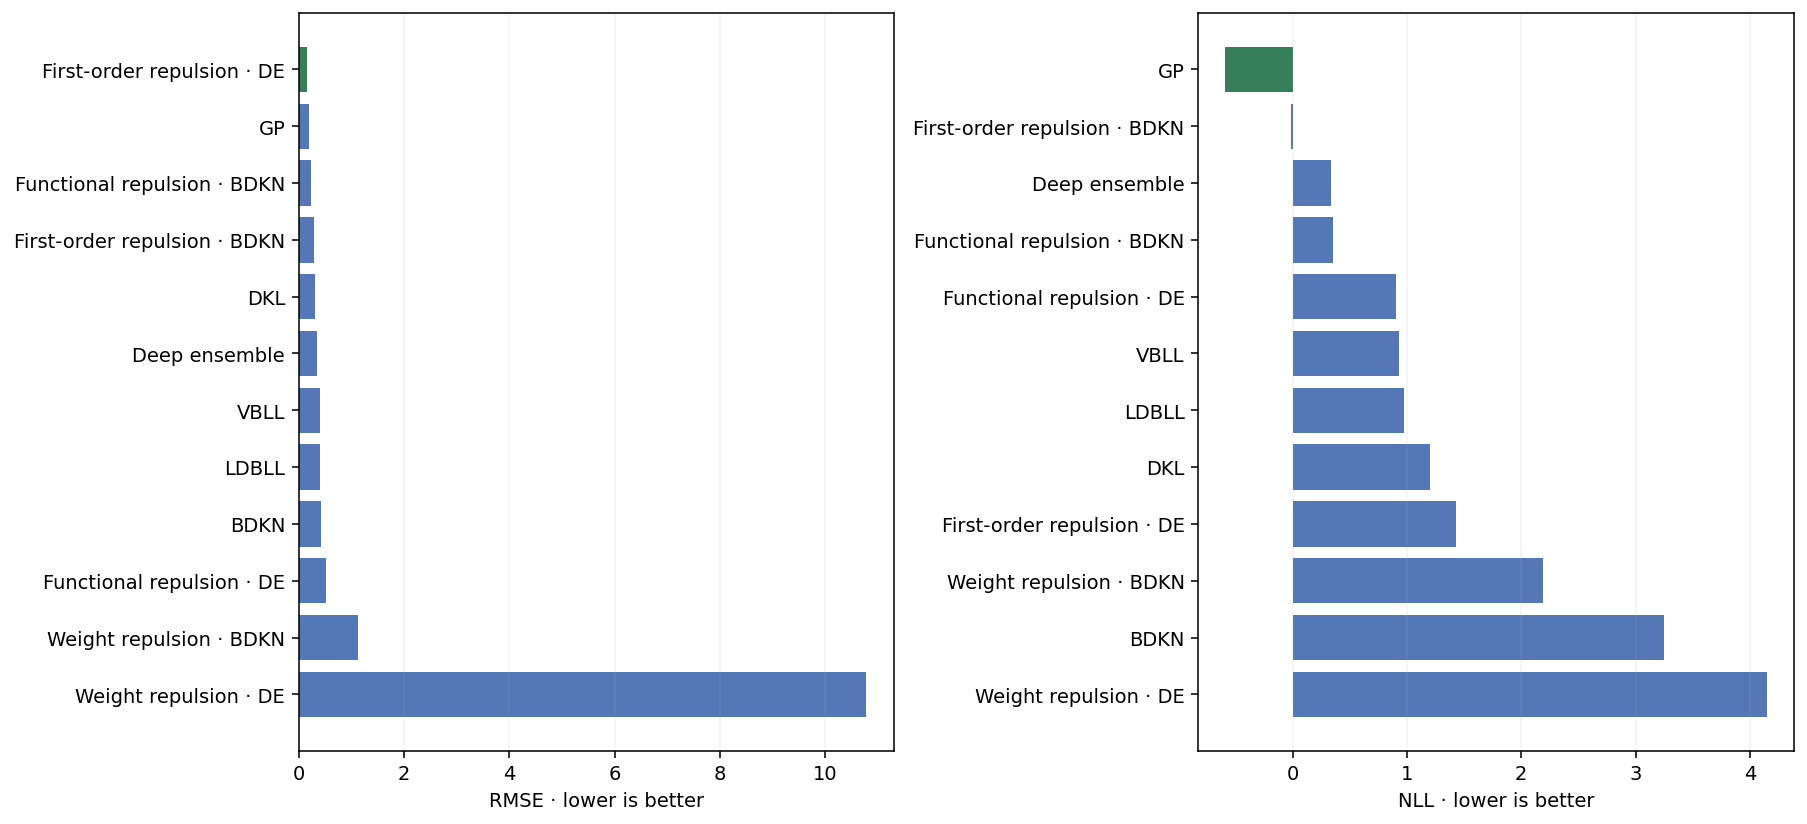 First-order repulsion · DE
GP
Functional repulsion · BDKN
First-order repulsion · BDKN
DKL
Deep ensemble
VBLL
LDBLL
BDKN
Functional repulsion · DE
Weight repulsion · BDKN
Weight repulsion · DE
0 2 4 6 8 10
RMSE · lower is better
GP
First-order repulsion · BDKN
Deep ensemble
Functional repulsion · BDKN
Functional repulsion · DE
VBLL
LDBLL
DKL
First-order repulsion · DE
Weight repulsion · BDKN
BDKN
Weight repulsion · DE
0 1 2 3 4
NLL · lower is better